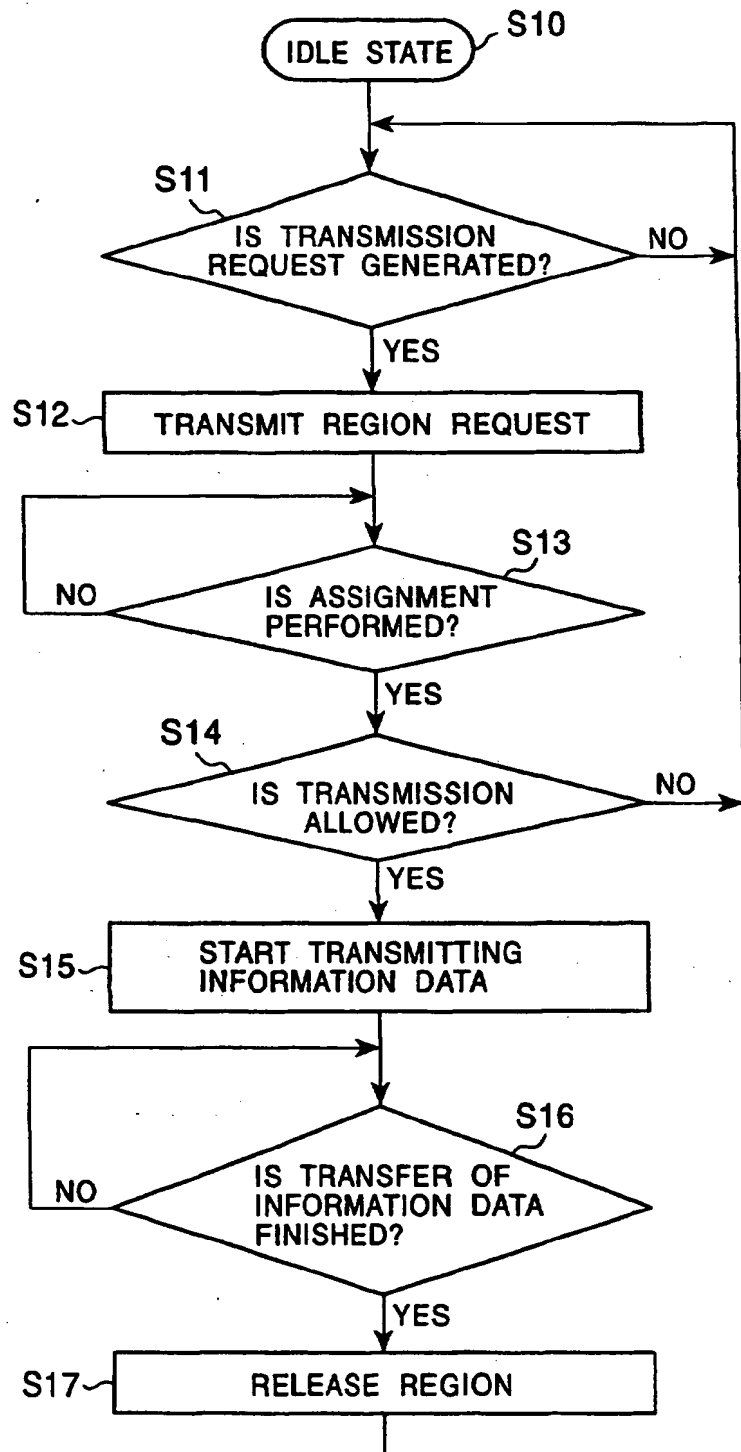 IDLE STATE
S10
S11
IS TRANSMISSION
REQUEST GENERATED?
NO
YES
S12
TRANSMIT REGION REQUEST
S13
NO
IS ASSIGNMENT
PERFORMED?
YES
S14
IS TRANSMISSION
ALLOWED?
NO
YES
S15
START TRANSMITTING
INFORMATION DATA
S16
NO
IS TRANSFER OF
INFORMATION DATA
FINISHED?
YES
S17
RELEASE REGION